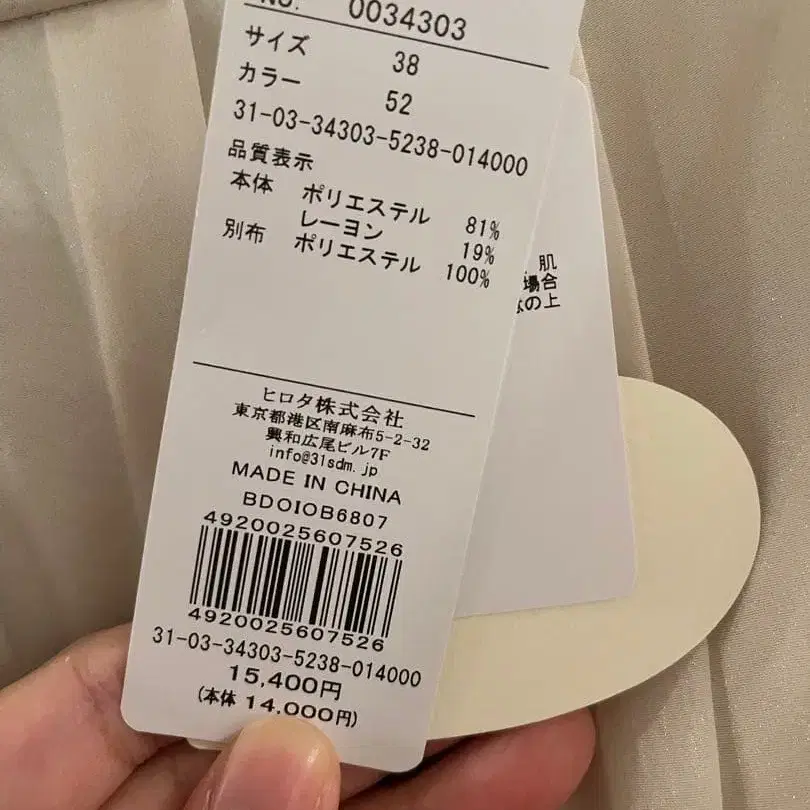 No. 0034303
サイズ 38
カラー 52
31-03-34303-5238-014000
品質表示
本体 ポリエステル 81%
レーヨン 19%
別布 ポリエステル 100%
肌
場合
の上
ヒロタ株式会社
東京都港区南麻布5-2-32
興和広尾ビル7F
info@31sdm.jp
MADE IN CHINA
BDOIOB6807
4920025607526
4920025607526
31-03-34303-5238-014000
15,400円
(本体 14,000円)